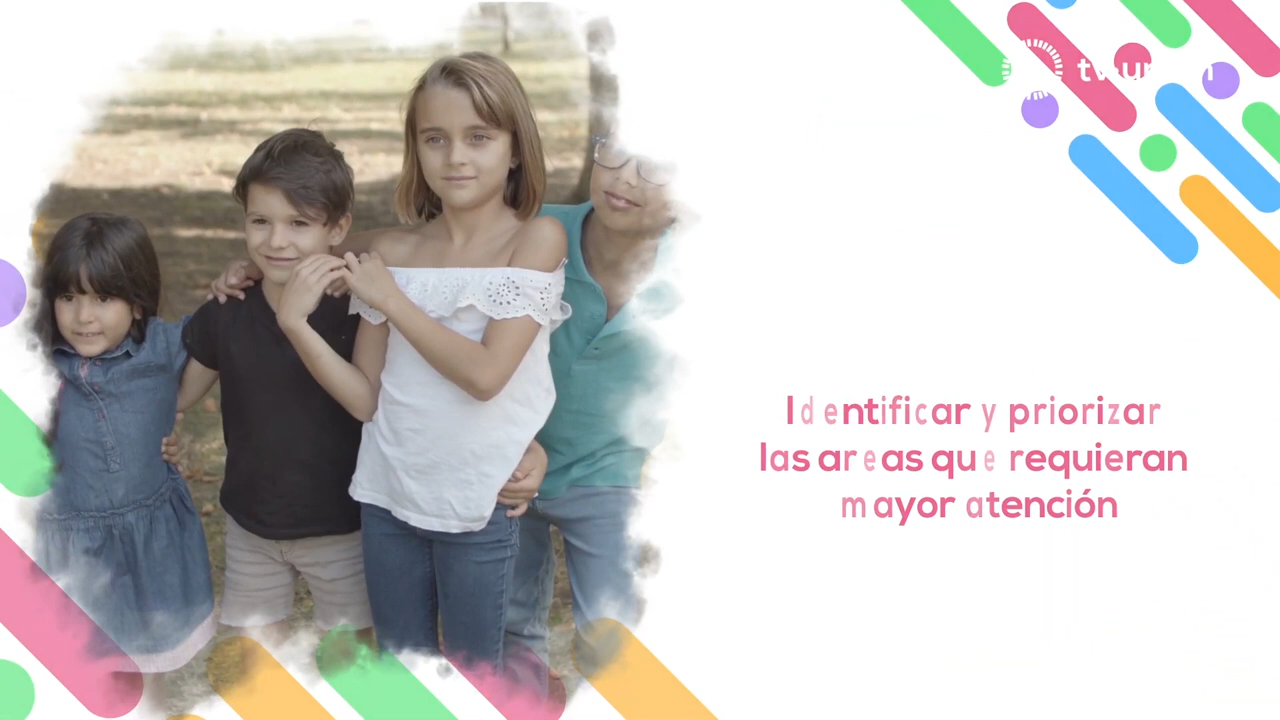 Identificar y priorizar
las areas que requieran
mayor atención